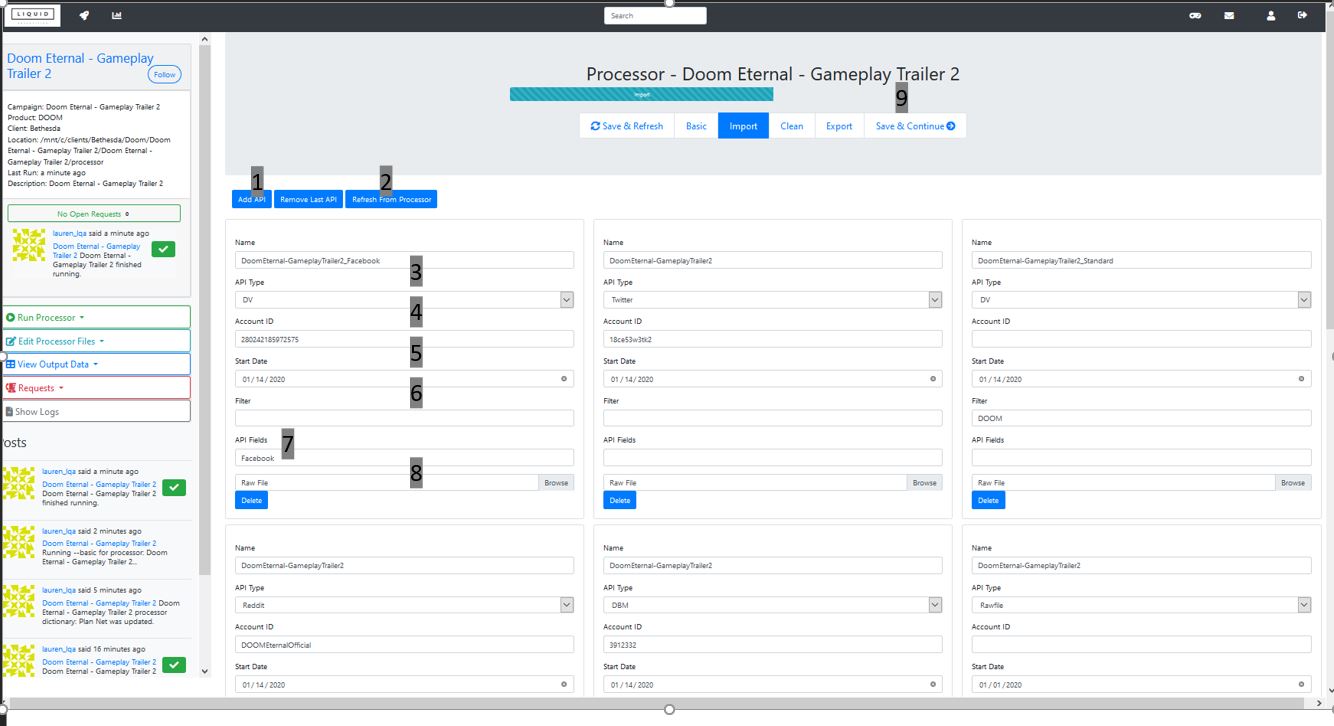 LIQUID
Search
Doom Eternal - Gameplay
Trailer 2
Follow
Campaign: Doom Eternal - Gameplay Trailer 2
Product: DOOM
Client: Bethesda
Location: /mnt/c/clients/Bethesda/Doom/Doom
Eternal - Gameplay Trailer 2/Doom Eternal -
Gameplay Trailer 2/processor
Last Run: a minute ago
Description: Doom Eternal - Gameplay Trailer 2
No Open Requests 0
lauren_lqa said a minute ago
Doom Eternal - Gameplay
Trailer 2 Doom Eternal -
Gameplay Trailer 2 finished
running.
Run Processor
Edit Processor Files
View Output Data
Requests
Show Logs
osts
lauren_lqa said a minute ago
Doom Eternal - Gameplay Trailer 2
Doom Eternal - Gameplay Trailer 2
finished running.
lauren_lqa said 2 minutes ago
Doom Eternal - Gameplay Trailer 2
Running --basic for processor: Doom
Eternal - Gameplay Trailer 2...
lauren_lqa said 5 minutes ago
Doom Eternal - Gameplay Trailer 2 Doom
Eternal - Gameplay Trailer 2 processor
dictionary: Plan Net was updated.
lauren_lqa said 16 minutes ago
Doom Eternal - Gameplay Trailer 2
Doom Eternal - Gameplay Trailer 2
Processor - Doom Eternal - Gameplay Trailer 2
Import
9
Save & Refresh Basic Import Clean Export Save & Continue
1 2
Add API Remove Last API Refresh From Processor
Name
DoomEternal-GameplayTrailer2_Facebook
3
API Type
DV
4
Account ID
280242185972575
5
Start Date
01 / 14 / 2020
6
Filter
API Fields
7
Facebook
8
Raw File Browse
Delete
Name
DoomEternal-GameplayTrailer2
API Type
Twitter
Account ID
18ce53w3tk2
Start Date
01 / 14 / 2020
Filter
API Fields
Raw File Browse
Delete
Name
DoomEternal-GameplayTrailer2_Standard
API Type
DV
Account ID
Start Date
01 / 14 / 2020
Filter
DOOM
API Fields
Raw File Browse
Delete
Name
DoomEternal-GameplayTrailer2
API Type
Reddit
Account ID
DOOMEternalOfficial
Start Date
01 / 14 / 2020
Name
DoomEternal-GameplayTrailer2
API Type
DBM
Account ID
3912332
Start Date
01 / 14 / 2020
Name
DoomEternal-GameplayTrailer2
API Type
Rawfile
Account ID
Start Date
01 / 01 / 2020